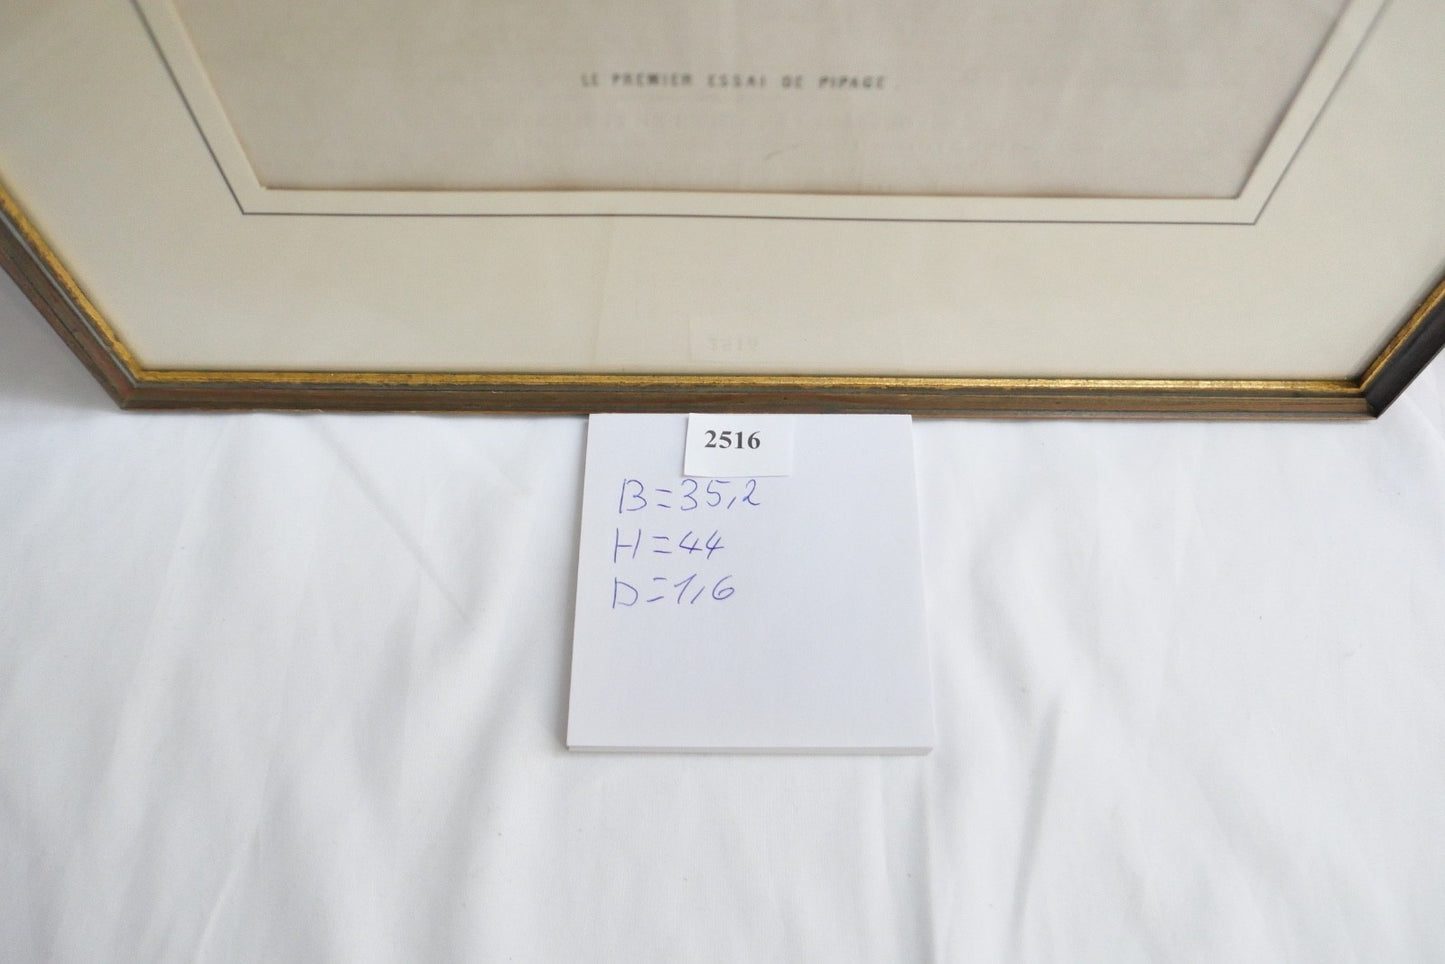 LE PREMIER ESSAI DE PIPAGE.
2516
B=35,2
H=44
D=1,6